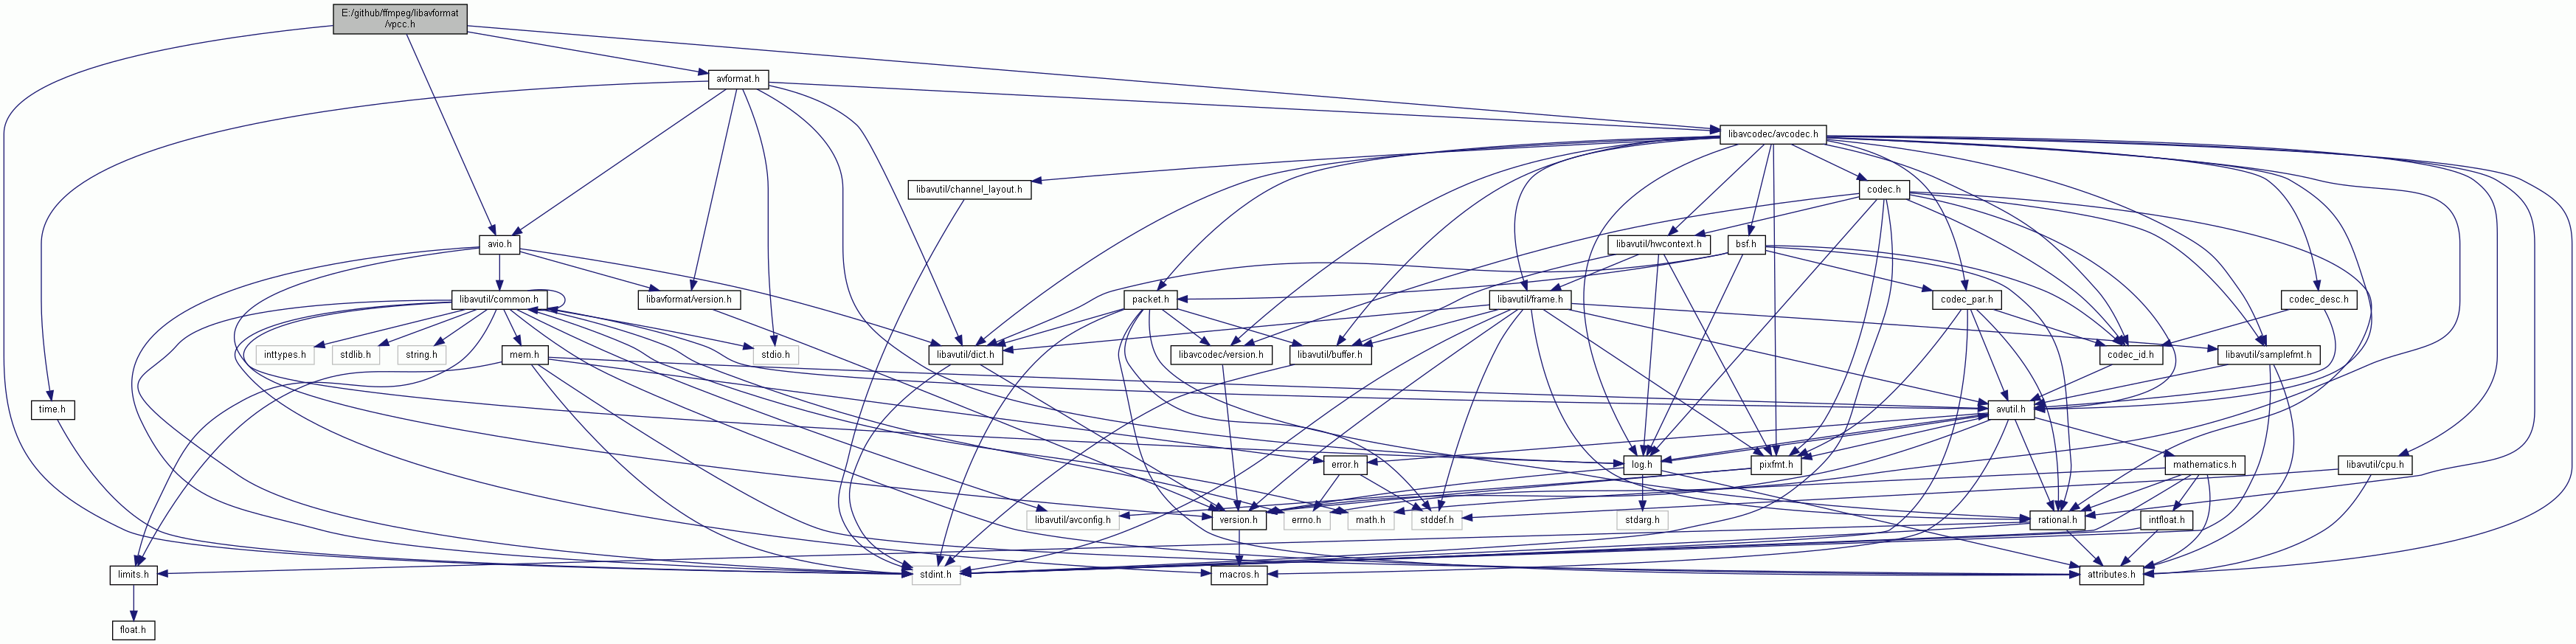 E:/github/ffmpeg/libavformat
/vpcc.h
avformat.h
libavcodec/avcodec.h
libavutil/channel_layout.h
codec.h
avio.h
libavutil/hwcontext.h
bsf.h
libavutil/common.h
libavformat/version.h
packet.h
libavutil/frame.h
codec_par.h
codec_desc.h
inttypes.h
stdlib.h
string.h
mem.h
stdio.h
libavutil/dict.h
libavcodec/version.h
libavutil/buffer.h
codec_id.h
libavutil/samplefmt.h
time.h
avutil.h
error.h
log.h
pixfmt.h
mathematics.h
libavutil/cpu.h
libavutil/avconfig.h
version.h
errno.h
math.h
stddef.h
stdarg.h
rational.h
intfloat.h
limits.h
stdint.h
macros.h
attributes.h
float.h